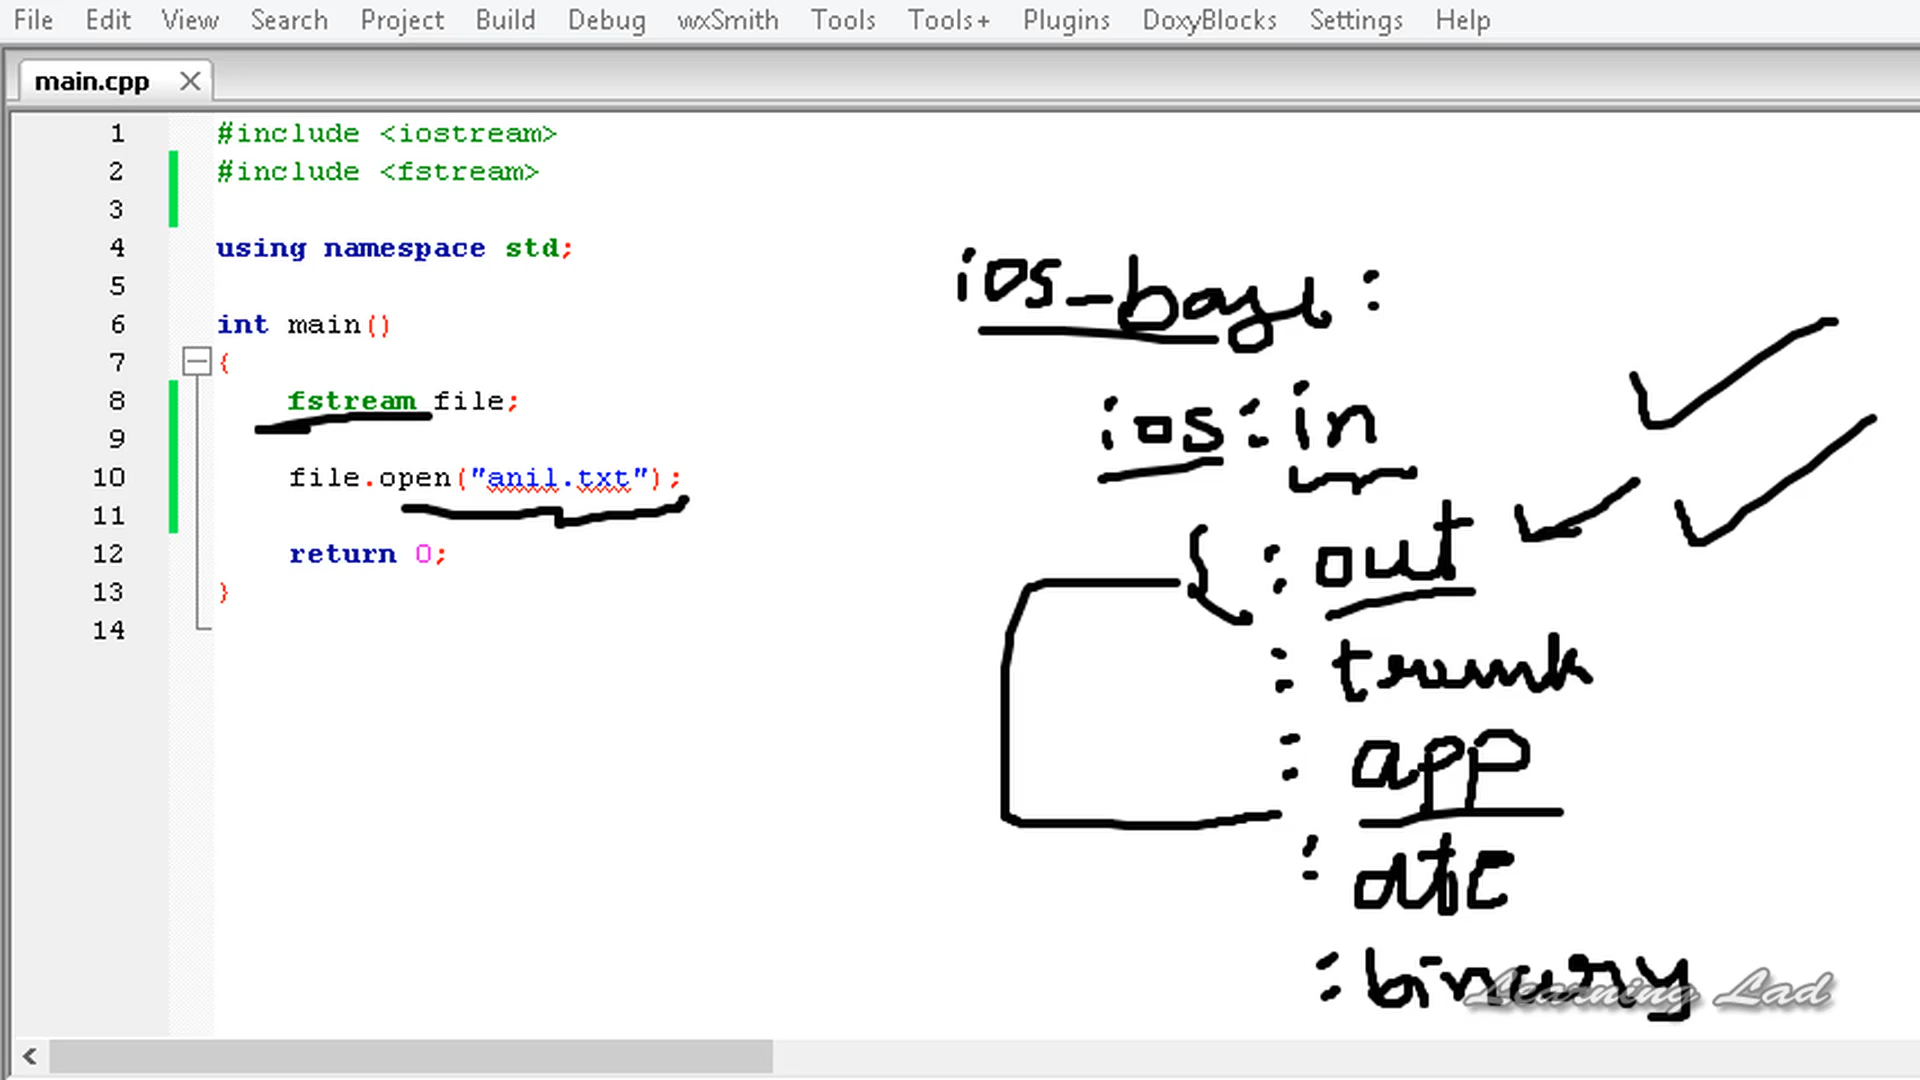 File Edit View Search Project Build Debug wxSmith Tools Tools+ Plugins DoxyBlocks Settings Help
main.cpp
1 #include <iostream>
2 #include <fstream>
3
4 using namespace std;
5
6 int main()
7 {
8 fstream file;
9
10 file.open("anil.txt");
11
12 return 0;
13 }
14
ios_base :
ios : in
: out
: trunk
: app
: ate
: binary
Learning Lad